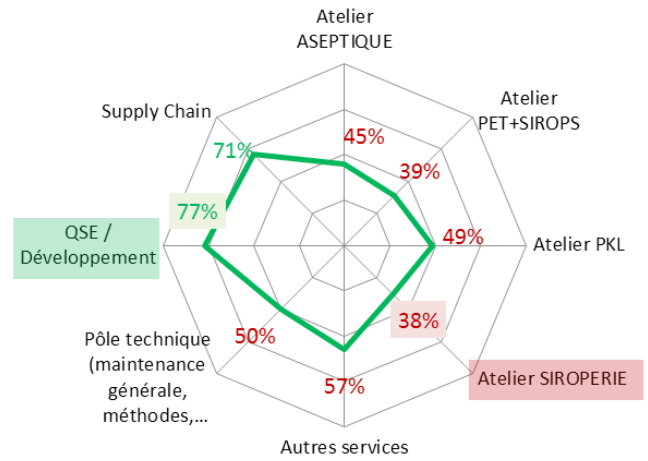 Atelier
ASEPTIQUE
Atelier
PET+SIROPS
Supply Chain
45%
71%
39%
77%
QSE /
Développement
49%
Atelier PKL
38%
Pôle technique
(maintenance
générale,
méthodes,...
50%
57%
Atelier SIROPERIE
Autres services